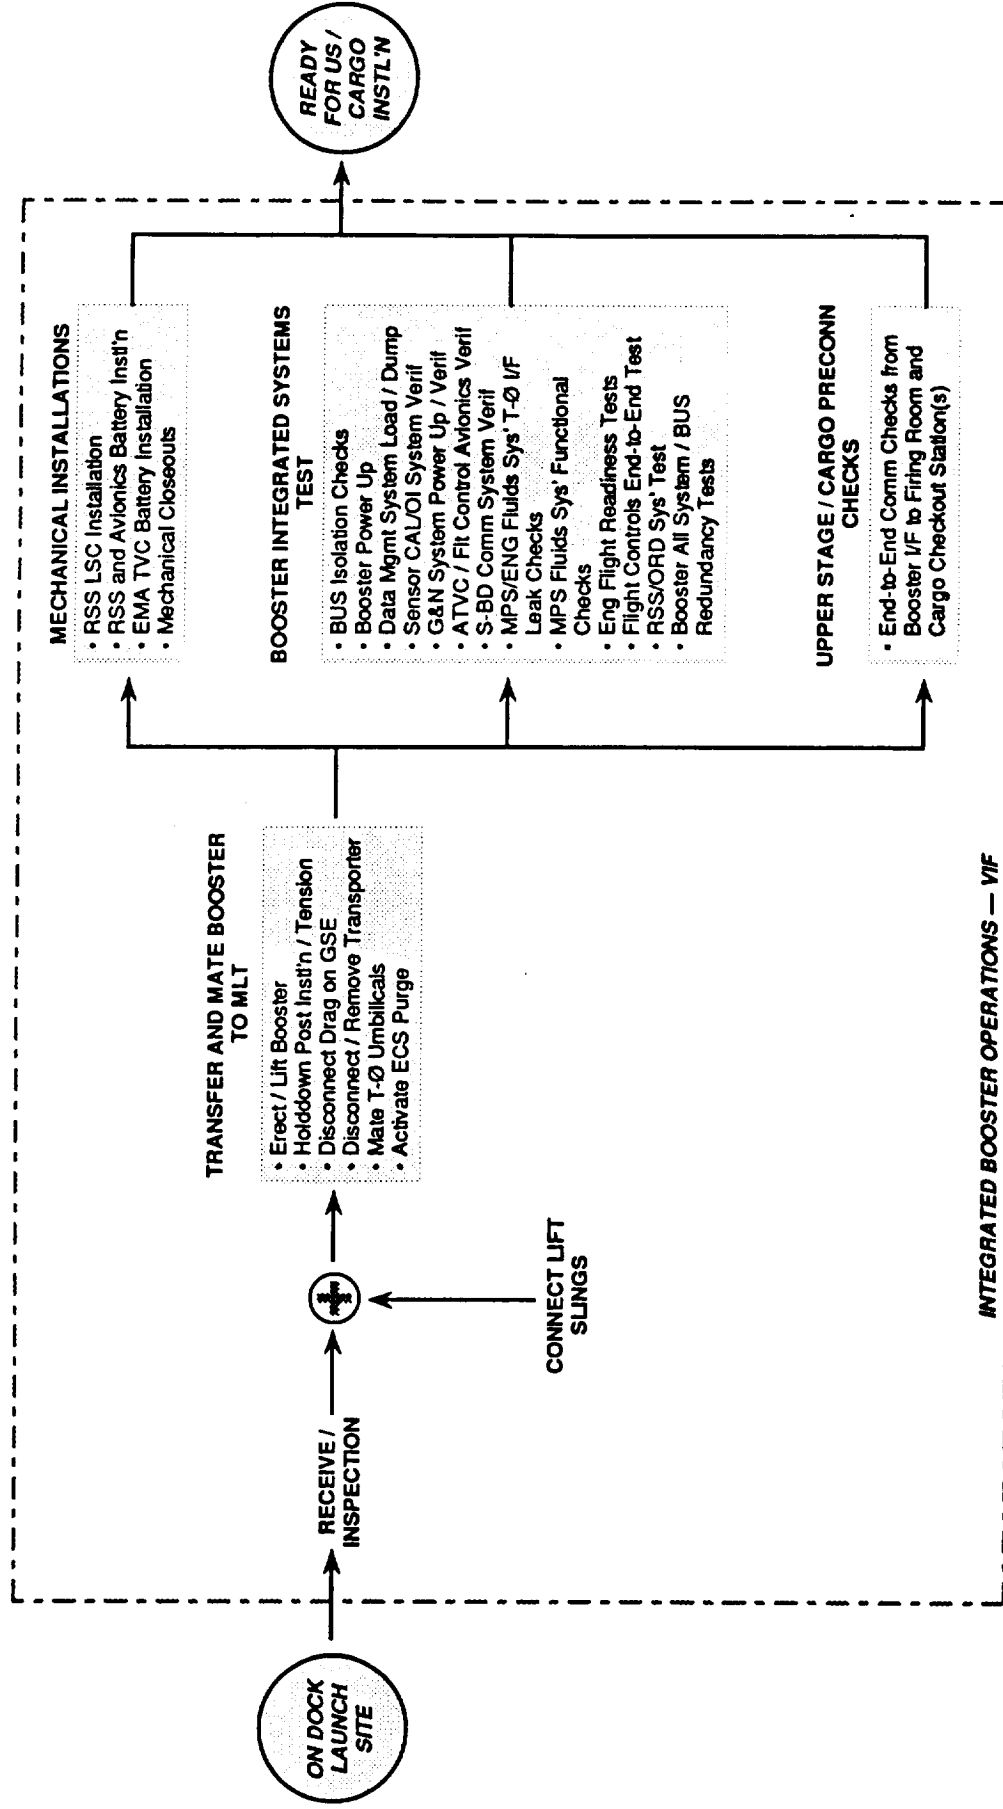 ON DOCK
LAUNCH
SITE
RECEIVE /
INSPECTION
CONNECT LIFT
SLINGS
TRANSFER AND MATE BOOSTER
TO MLT
• Erect / Lift Booster
• Holddown Post Instl'n / Tension
• Disconnect Drag on GSE
• Disconnect / Remove Transporter
• Mate T-Ø Umbilicals
• Activate ECS Purge
MECHANICAL INSTALLATIONS
• RSS LSC Installation
• RSS and Avionics Battery Instl'n
• EMA TVC Battery Installation
• Mechanical Closeouts
BOOSTER INTEGRATED SYSTEMS
TEST
• BUS Isolation Checks
• Booster Power Up
• Data Mgmt System Load / Dump
• Sensor CAL/OI System Verif
• G&N System Power Up / Verif
• ATVC / Flt Control Avionics Verif
• S-BD Comm System Verif
• MPS/ENG Fluids Sys' T-Ø I/F
Leak Checks
• MPS Fluids Sys' Functional
Checks
• Eng Flight Readiness Tests
• Flight Controls End-to-End Test
• RSS/ORD Sys' Test
• Booster All System / BUS
Redundancy Tests
UPPER STAGE / CARGO PRECONN
CHECKS
• End-to-End Comm Checks from
Booster I/F to Firing Room and
Cargo Checkout Station(s)
READY
FOR US /
CARGO
INSTL'N
INTEGRATED BOOSTER OPERATIONS — VIF